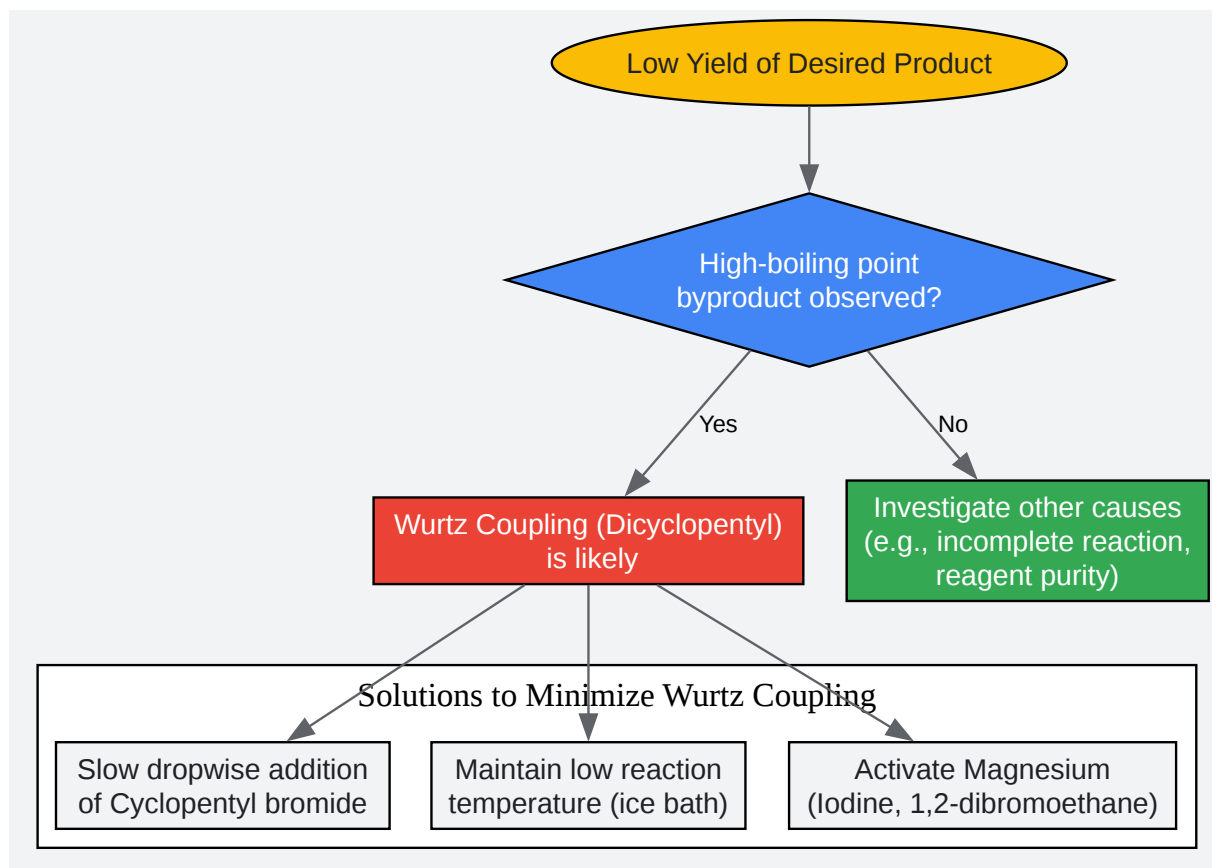 Low Yield of Desired Product
High-boiling point
byproduct observed?
Yes
No
Wurtz Coupling (Dicyclopentyl)
is likely
Investigate other causes
(e.g., incomplete reaction,
reagent purity)
Solutions to Minimize Wurtz Coupling
Slow dropwise addition
of Cyclopentyl bromide
Maintain low reaction
temperature (ice bath)
Activate Magnesium
(Iodine, 1,2-dibromoethane)